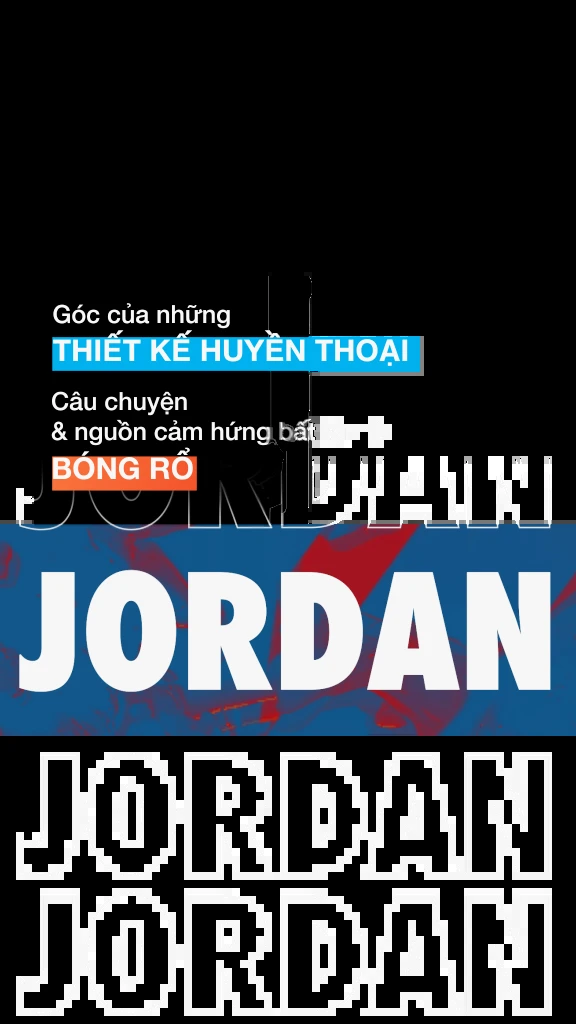 Góc của những
THIẾT KẾ HUYỀN THOẠI
Câu chuyện
& nguồn cảm hứng bất
BÓNG RỔ
JORDAN
JORDAN
JORDAN
JORDAN